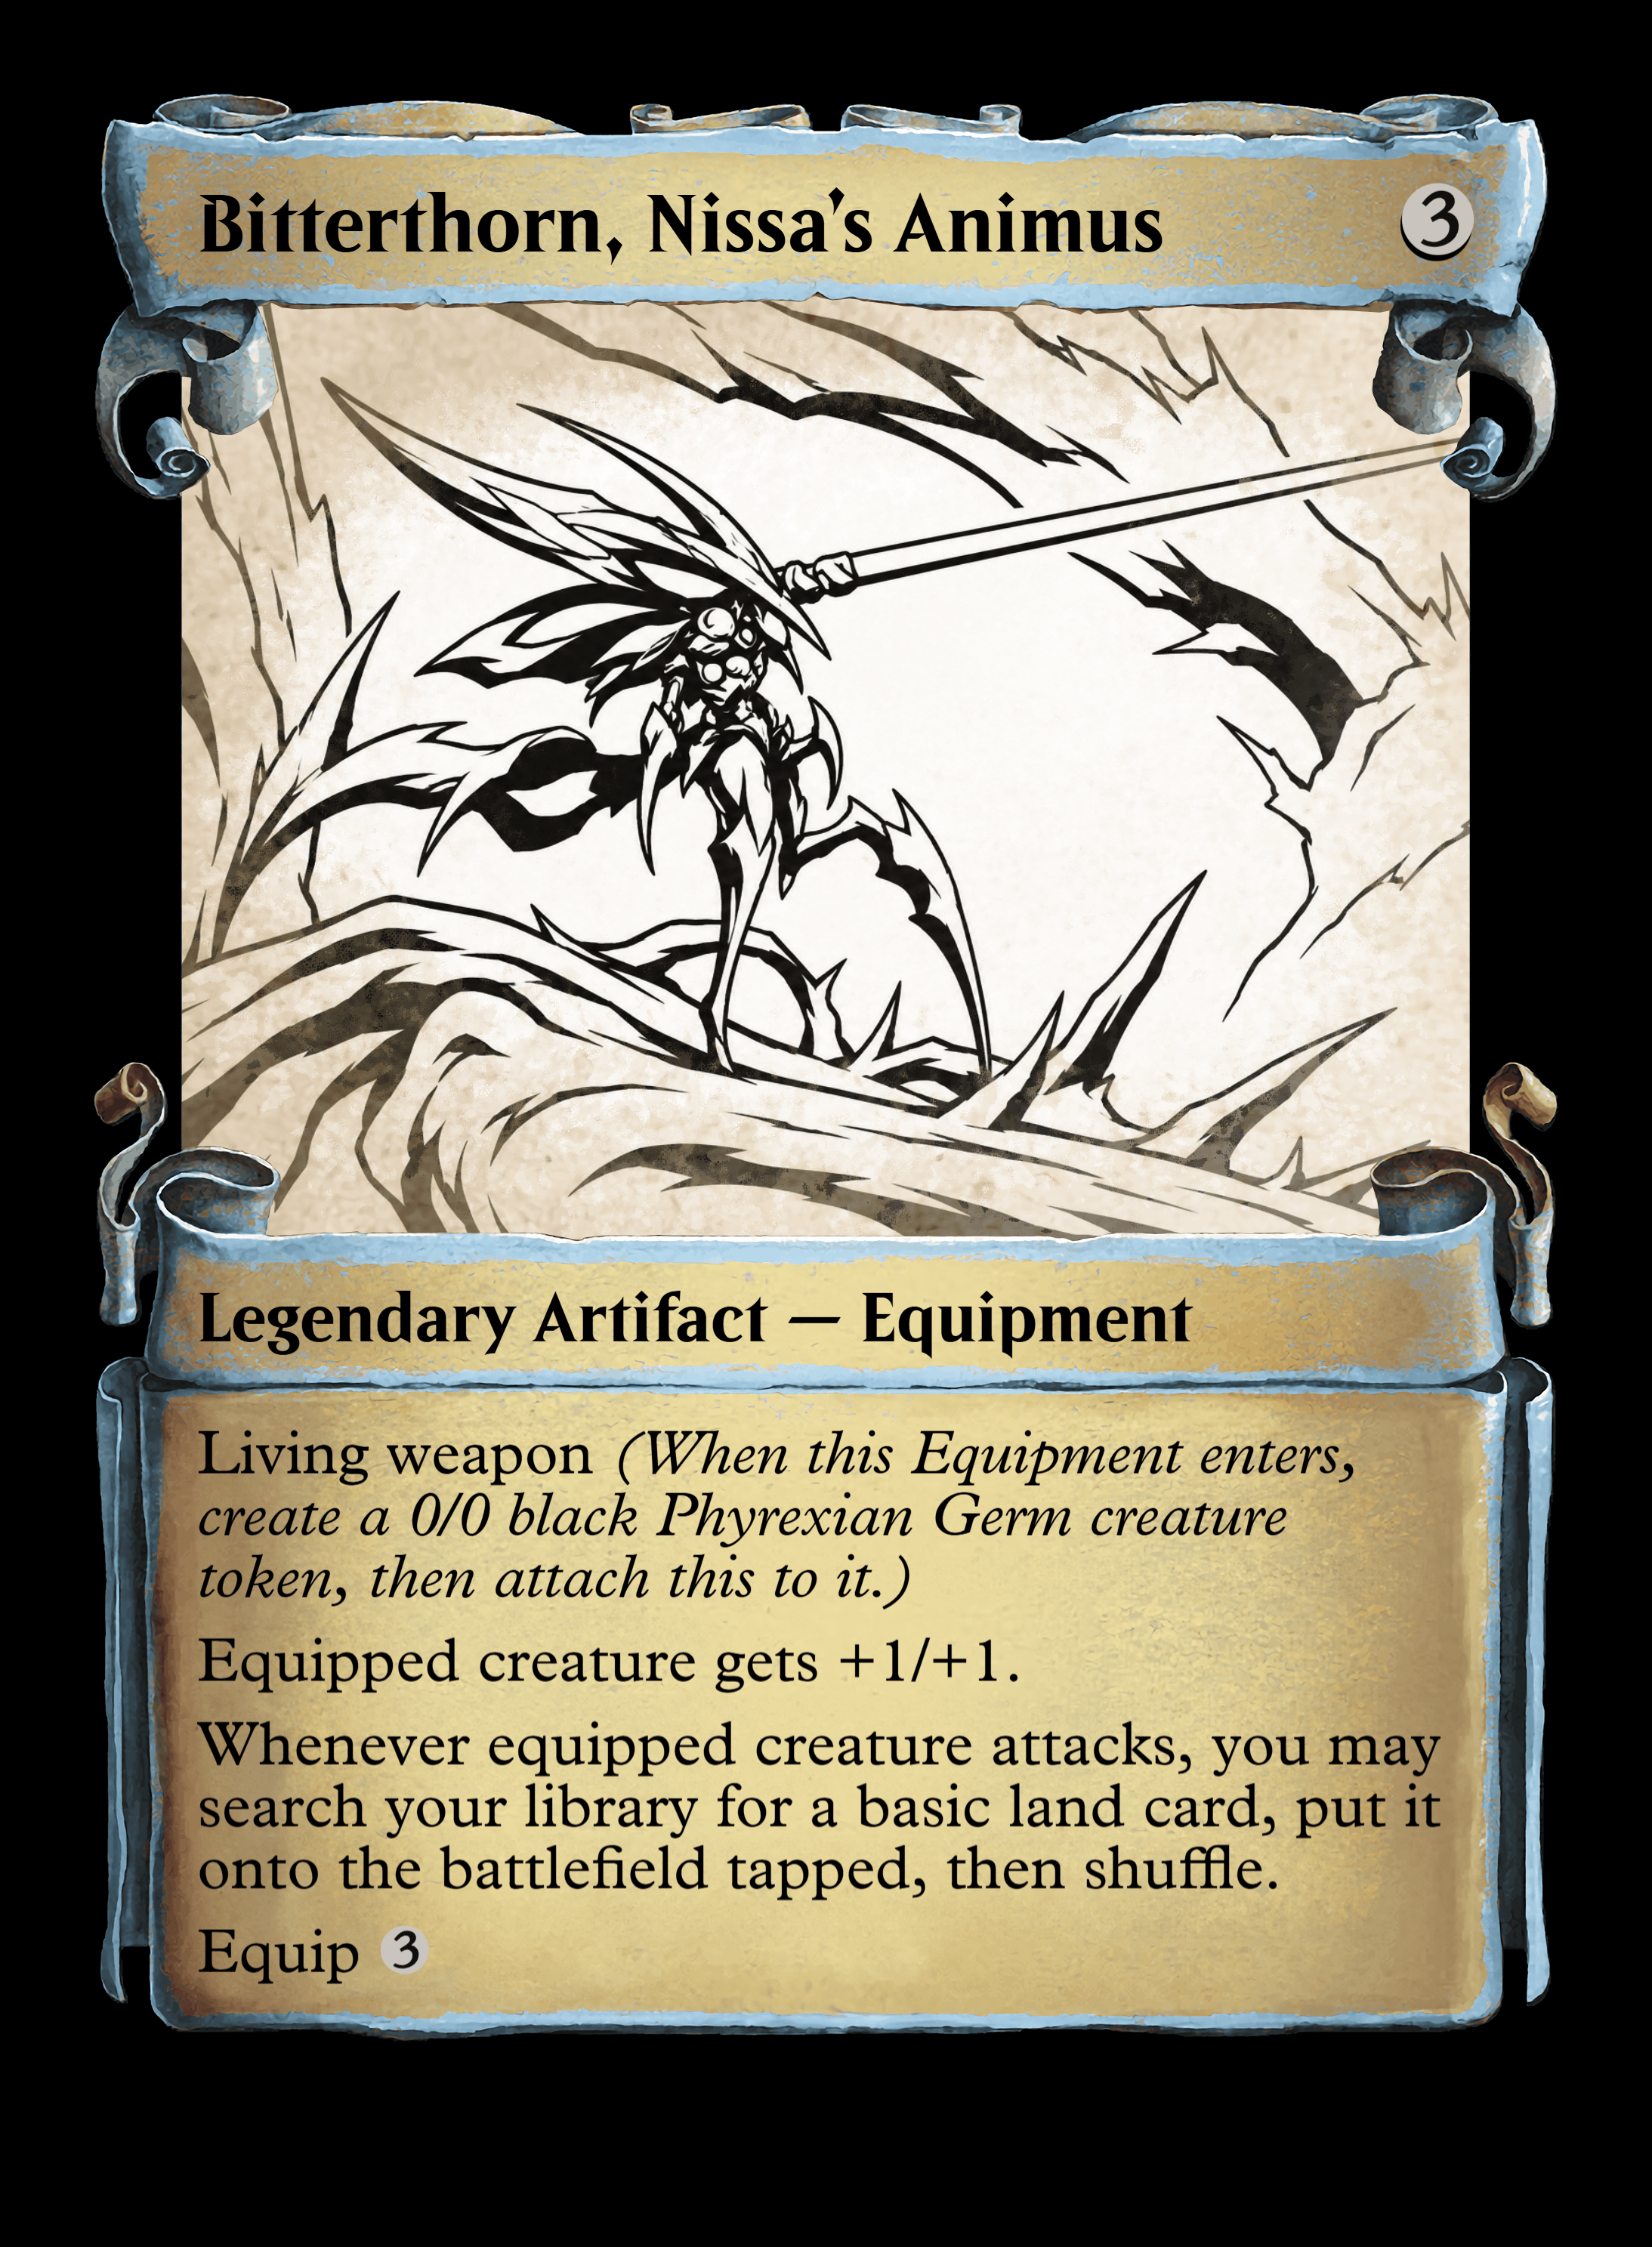 Bitterthorn, Nissa's Animus 3
Legendary Artifact — Equipment
Living weapon (When this Equipment enters,
create a 0/0 black Phyrexian Germ creature
token, then attach this to it.)
Equipped creature gets +1/+1.
Whenever equipped creature attacks, you may
search your library for a basic land card, put it
onto the battlefield tapped, then shuffle.
Equip 3